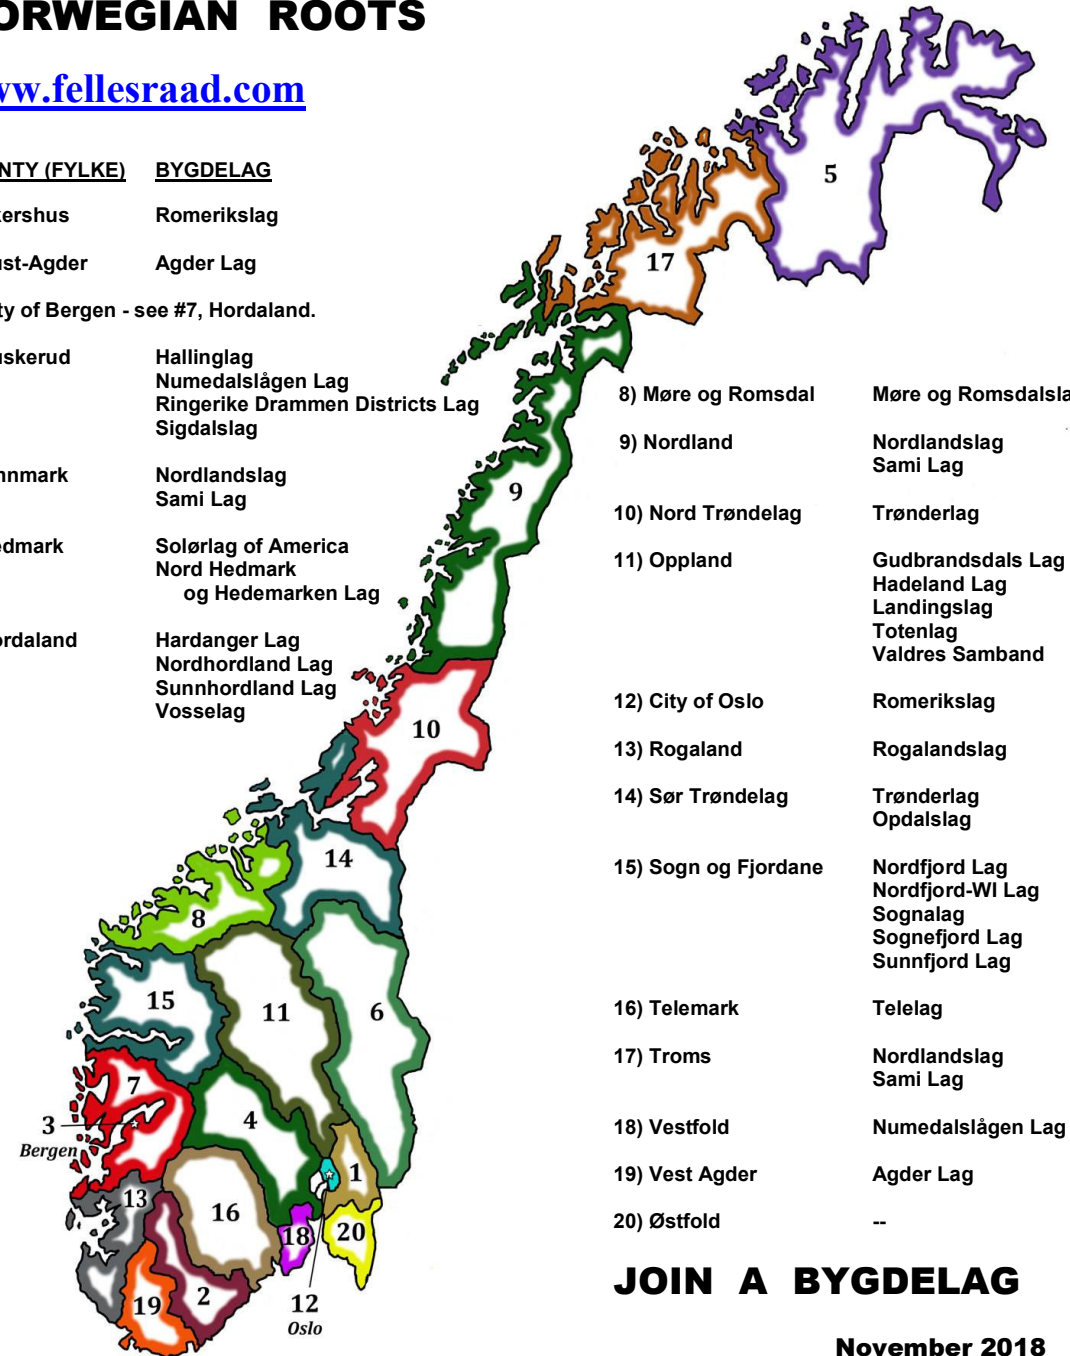 ORWEGIAN ROOTS
ww.fellesraad.com
NTY (FYLKE) BYGDELAG
ershus Romerikslag
ust-Agder Agder Lag
ty of Bergen - see #7, Hordaland.
uskerud Hallinglag
Numedalslågen Lag
Ringerike Drammen Districts Lag
Sigdalslag
nnmark Nordlandslag
Sami Lag
edmark Solørlag of America
Nord Hedmark
og Hedemarken Lag
ordaland Hardanger Lag
Nordhordland Lag
Sunnhordland Lag
Vosselag
8) Møre og Romsdal Møre og Romsdalsla
9) Nordland Nordlandslag
Sami Lag
10) Nord Trøndelag Trønderlag
11) Oppland Gudbrandsdals Lag
Hadeland Lag
Landingslag
Totenlag
Valdres Samband
12) City of Oslo Romerikslag
13) Rogaland Rogalandslag
14) Sør Trøndelag Trønderlag
Opdalslag
15) Sogn og Fjordane Nordfjord Lag
Nordfjord-WI Lag
Sognalag
Sognefjord Lag
Sunnfjord Lag
16) Telemark Telelag
17) Troms Nordlandslag
Sami Lag
18) Vestfold Numedalslågen Lag
19) Vest Agder Agder Lag
20) Østfold --
JOIN A BYGDELAG
November 2018
5
17
9
10
14
8
15
11
6
7
3
Bergen
4
13
16
1
18
20
2
19
12
Oslo